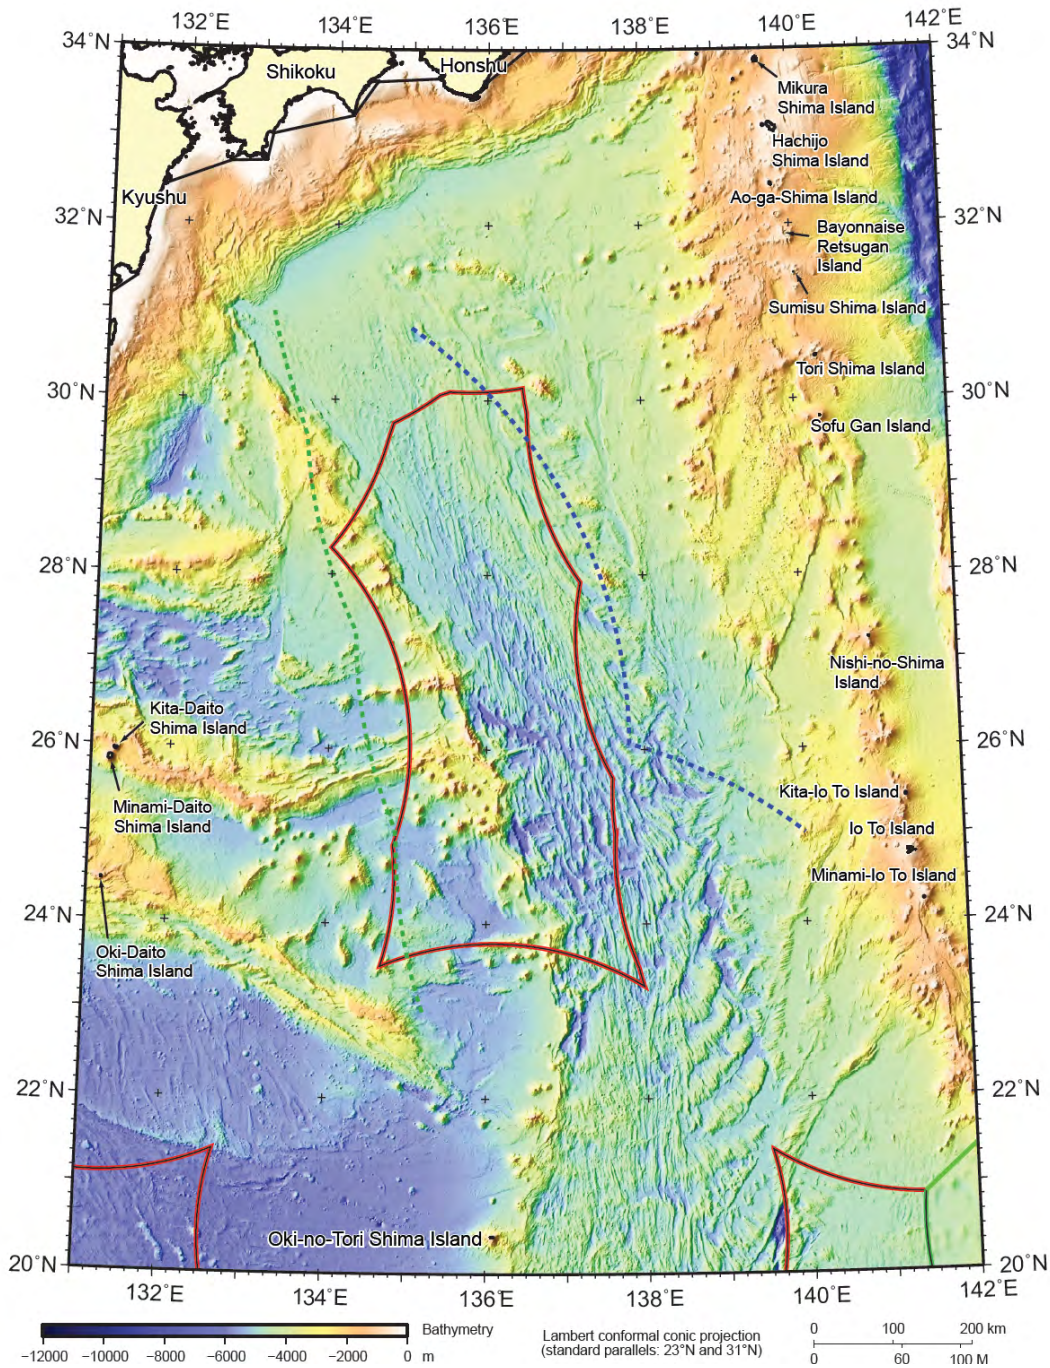 132°E 134°E 136°E 138°E 140°E 142°E
34°N 34°N
Shikoku
Honshu
Mikura
Shima Island
Hachijo
Shima Island
Kyushu
Ao-ga-Shima Island
32°N 32°N
Bayonnaise
Retsugan
Island
Sumisu Shima Island
Tori Shima Island
30°N 30°N
Sofu Gan Island
28°N 28°N
Nishi-no-Shima
Island
Kita-Daito
Shima Island
26°N 26°N
Kita-Io To Island
Minami-Daito
Shima Island
Io To Island
Minami-Io To Island
24°N 24°N
Oki-Daito
Shima Island
22°N 22°N
Oki-no-Tori Shima Island
20°N 20°N
132°E 134°E 136°E 138°E 140°E 142°E
Bathymetry
−12000 −10000 −8000 −6000 −4000 −2000 0 m
Lambert conformal conic projection
(standard parallels: 23°N and 31°N)
0 100 200 km
0 60 100 M